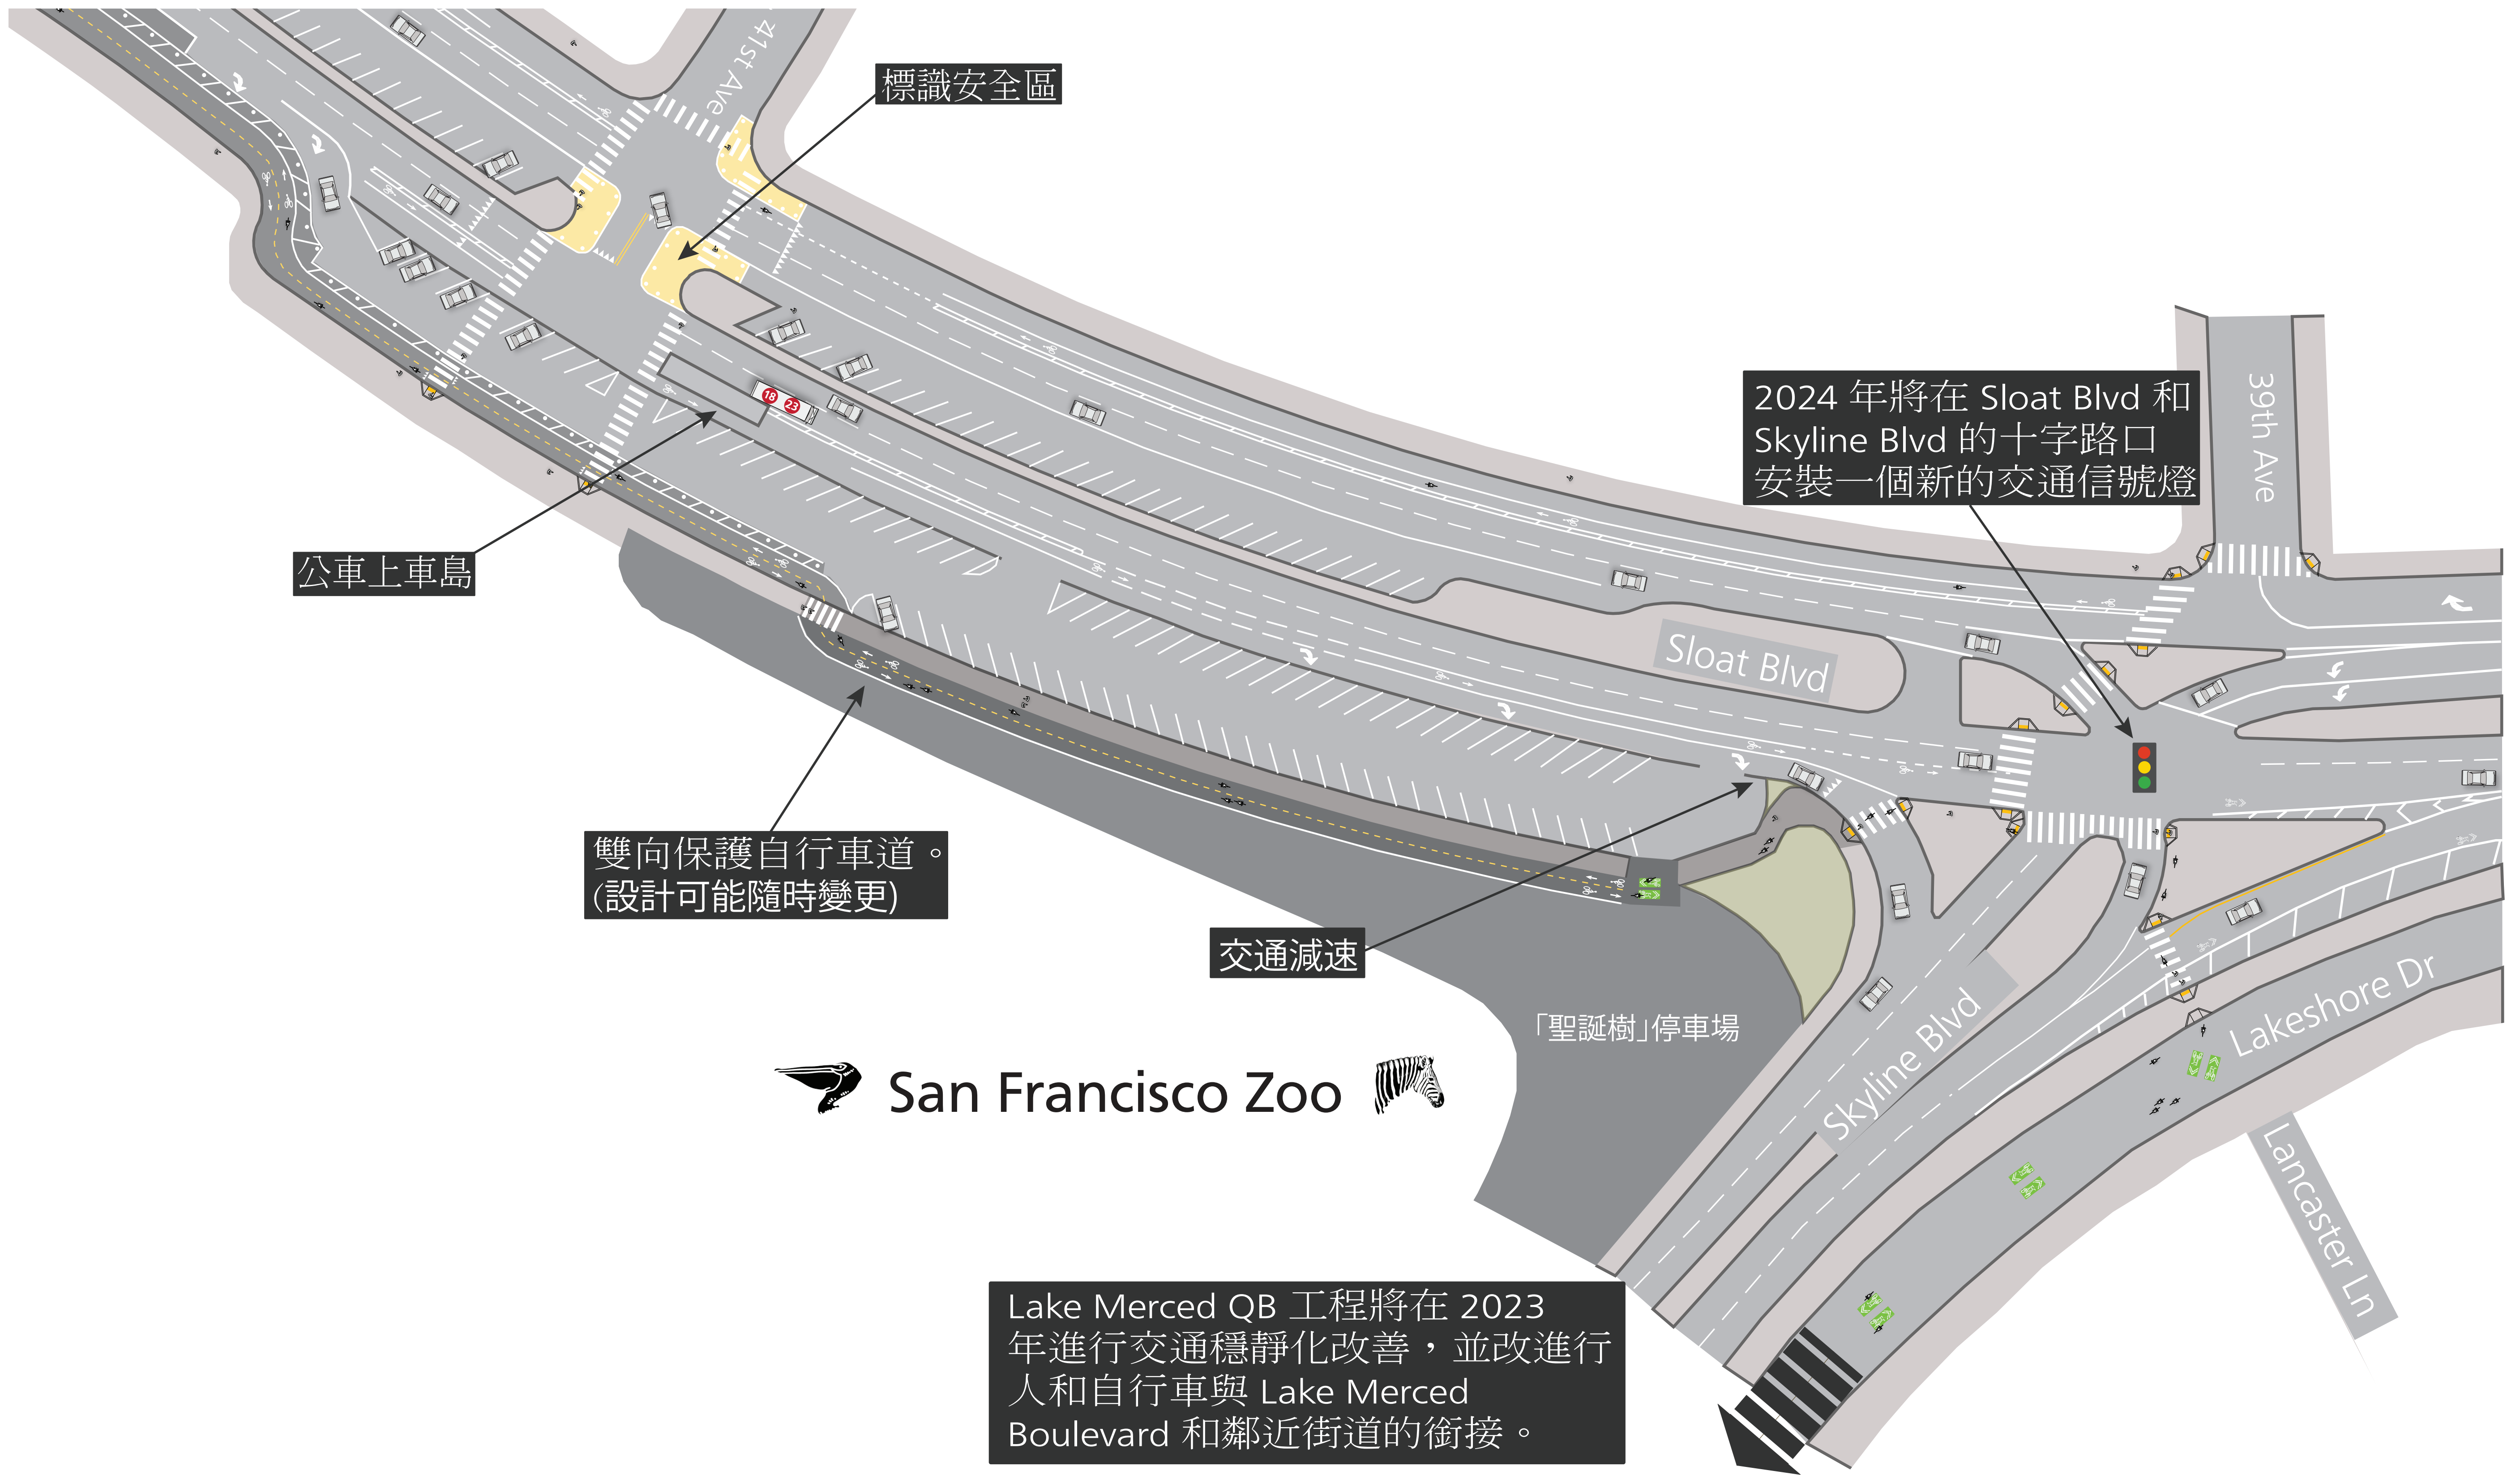 41st Ave
標識安全區
2024 年將在 Sloat Blvd 和
Skyline Blvd 的十字路口
安裝一個新的交通信號燈
39th Ave
18 23
公車上車島
Sloat Blvd
雙向保護自行車道。
(設計可能隨時變更)
交通減速
「聖誕樹」停車場
San Francisco Zoo
Skyline Blvd
Lakeshore Dr
Lancaster Ln
Lake Merced QB 工程將在 2023
年進行交通穩靜化改善，並改進行
人和自行車與 Lake Merced
Boulevard 和鄰近街道的銜接。